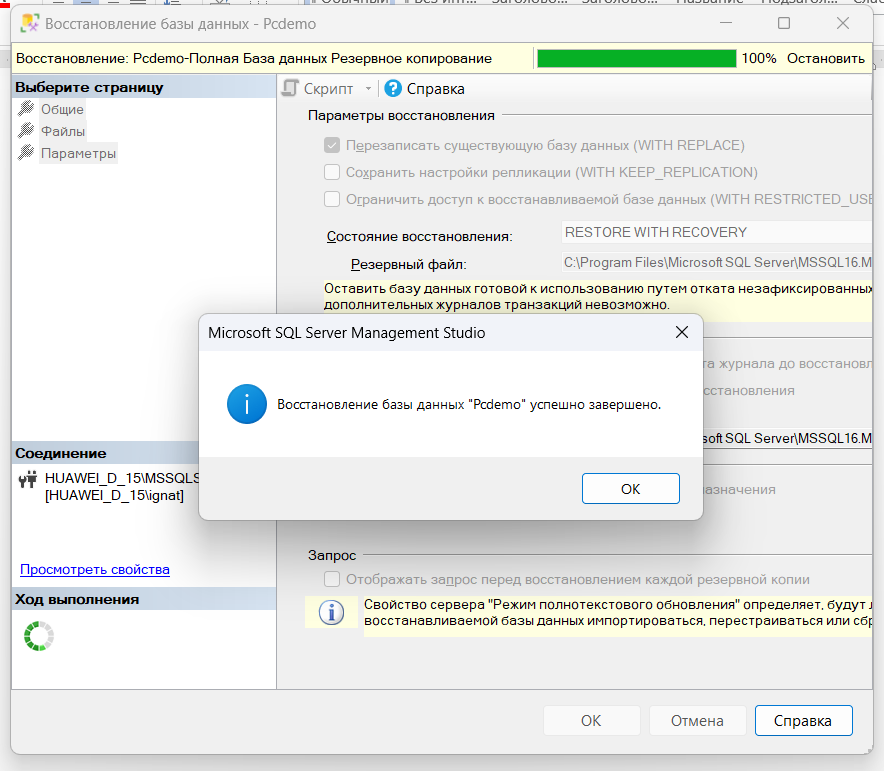 Восстановление базы данных - Pcdemo
Восстановление: Pcdemo-Полная База данных Резервное копирование
100%
Остановить
Выберите страницу
Общие
Файлы
Параметры
Скрипт
Справка
Параметры восстановления
Перезаписать существующую базу данных (WITH REPLACE)
Сохранить настройки репликации (WITH KEEP_REPLICATION)
Ограничить доступ к восстанавливаемой базе данных (WITH RESTRICTED_USE
Состояние восстановления:
RESTORE WITH RECOVERY
Резервный файл:
C:\Program Files\Microsoft SQL Server\MSSQL16.M
Оставить базу данных готовой к использованию путем отката незафиксированных
дополнительных журналов транзакций невозможно.
Microsoft SQL Server Management Studio
Восстановление базы данных "Pcdemo" успешно завершено.
OK
та журнала до восстановл
сстановления
soft SQL Server\MSSQL16.M
азначения
Соединение
HUAWEI_D_15\MSSQLS
[HUAWEI_D_15\ignat]
Просмотреть свойства
Ход выполнения
Запрос
Отображать запрос перед восстановлением каждой резервной копии
Свойство сервера "Режим полнотекстового обновления" определяет, будут л
восстанавливаемой базы данных импортироваться, перестраиваться или сбр
OK
Отмена
Справка